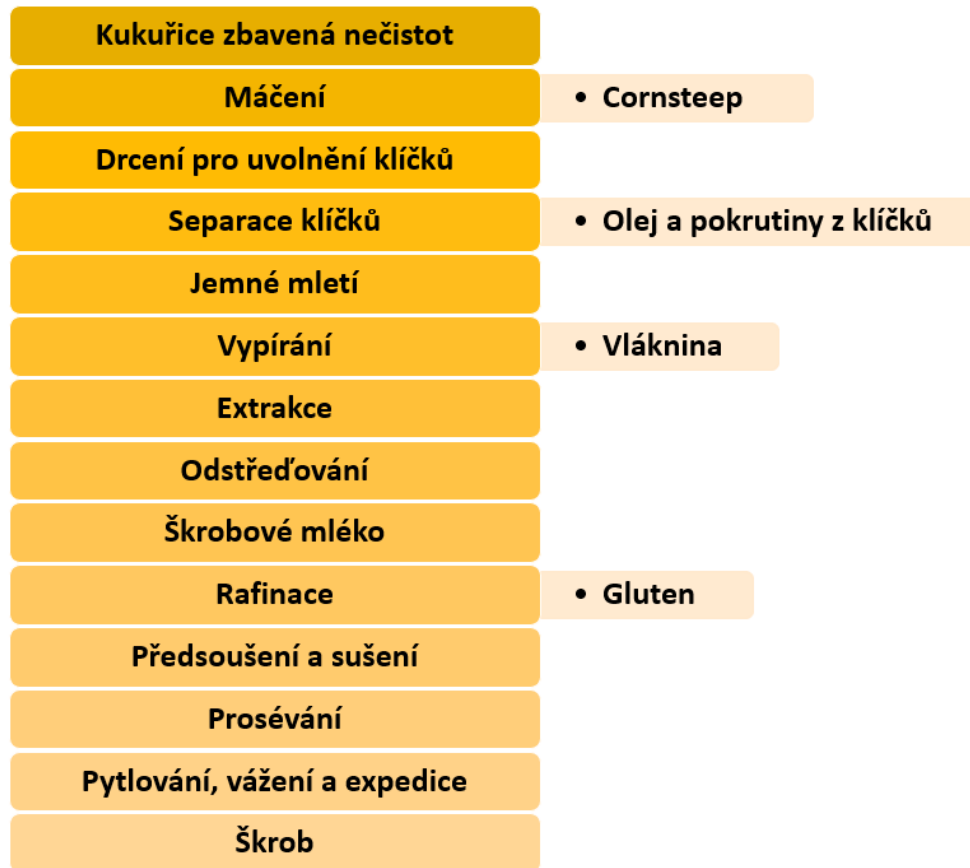 Kukuřice zbavená nečistot
Máčení
• Cornsteep
Drcení pro uvolnění klíčků
Separace klíčků
• Olej a pokrutiny z klíčků
Jemné mletí
Vypírání
• Vláknina
Extrakce
Odstřeďování
Škrobové mléko
Rafinace
• Gluten
Předsoušení a sušení
Prosévání
Pytlování, vážení a expedice
Škrob